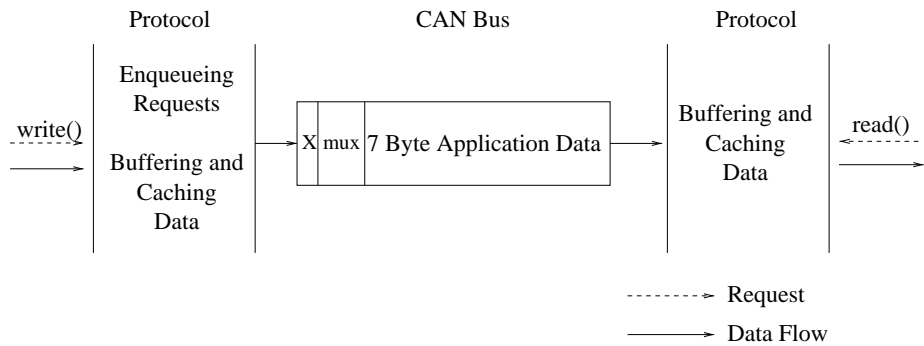 Protocol
CAN Bus
Protocol
Enqueueing
Requests
write()
Buffering and
Caching
Data
X mux 7 Byte Application Data
Buffering and
Caching
Data
read()
Request
Data Flow